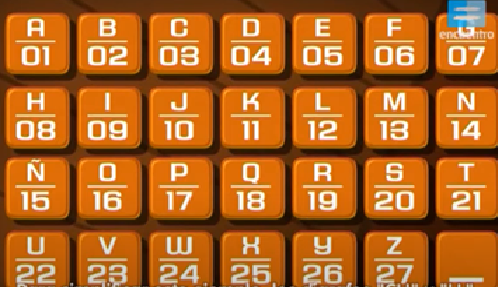 A B C D E F
01 02 03 04 05 06 07
encuentro
H I J K L M N
08 09 10 11 12 13 14
Ñ O P Q R S T
15 16 17 18 19 20 21
U V W X Y Z
22 23 24 25 26 27